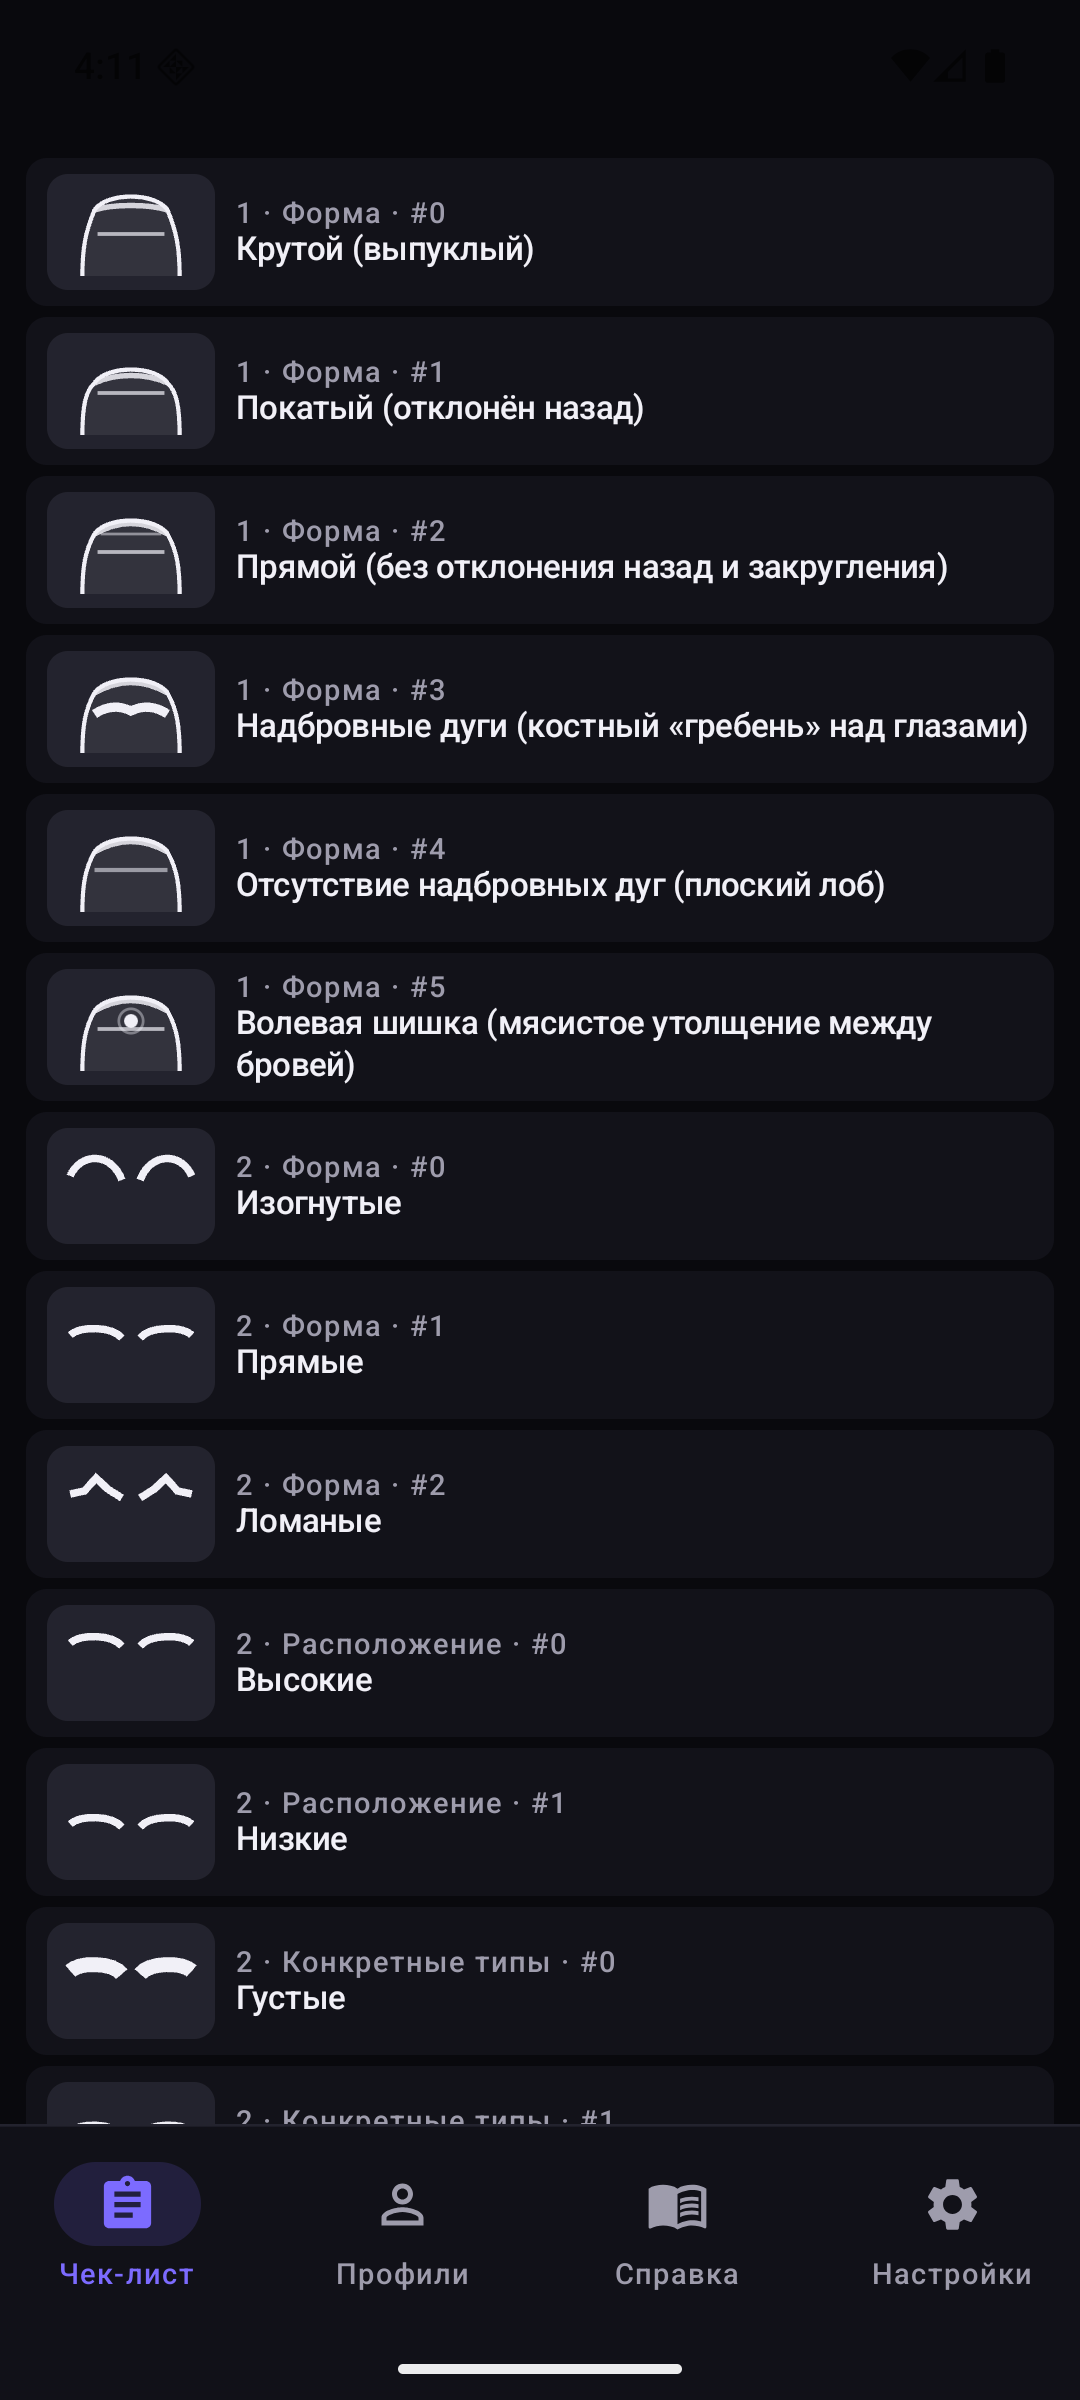 4:11
1 · Форма · #0
Крутой (выпуклый)
1 · Форма · #1
Покатый (отклонён назад)
1 · Форма · #2
Прямой (без отклонения назад и закругления)
1 · Форма · #3
Надбровные дуги (костный «гребень» над глазами)
1 · Форма · #4
Отсутствие надбровных дуг (плоский лоб)
1 · Форма · #5
Волевая шишка (мясистое утолщение между
бровей)
2 · Форма · #0
Изогнутые
2 · Форма · #1
Прямые
2 · Форма · #2
Ломаные
2 · Расположение · #0
Высокие
2 · Расположение · #1
Низкие
2 · Конкретные типы · #0
Густые
2 · Конкретные типы · #1
Чек-лист
Профили
Справка
Настройки